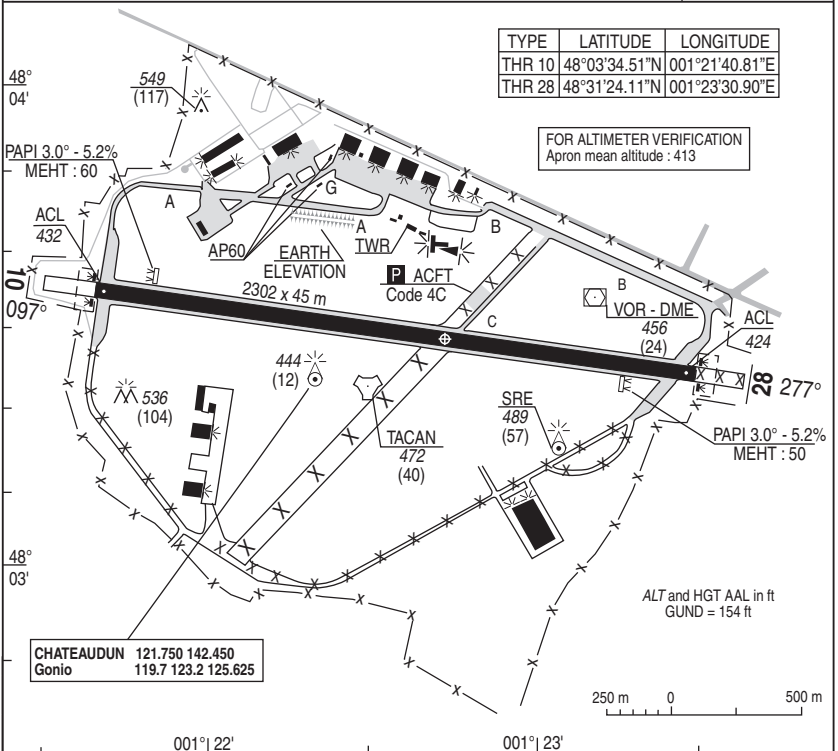 TYPE LATITUDE LONGITUDE
THR 10 48°03'34.51"N 001°21'40.81"E
THR 28 48°31'24.11"N 001°23'30.90"E
48°
04'
549
(117)
FOR ALTIMETER VERIFICATION
Apron mean altitude : 413
PAPI 3.0° - 5.2%
MEHT : 60
A
G
ACL
432
AP60
EARTH
ELEVATION
A
TWR
B
P ACFT
Code 4C
B
10
097°
2302 x 45 m
C
VOR - DME
456
(24)
ACL
424
444
(12)
536
(104)
TACAN
472
(40)
SRE
489
(57)
28 277°
PAPI 3.0° - 5.2%
MEHT : 50
48°
03'
ALT and HGT AAL in ft
GUND = 154 ft
CHATEAUDUN 121.750 142.450
Gonio 119.7 123.2 125.625
250 m 0 500 m
001° 22'
001° 23'